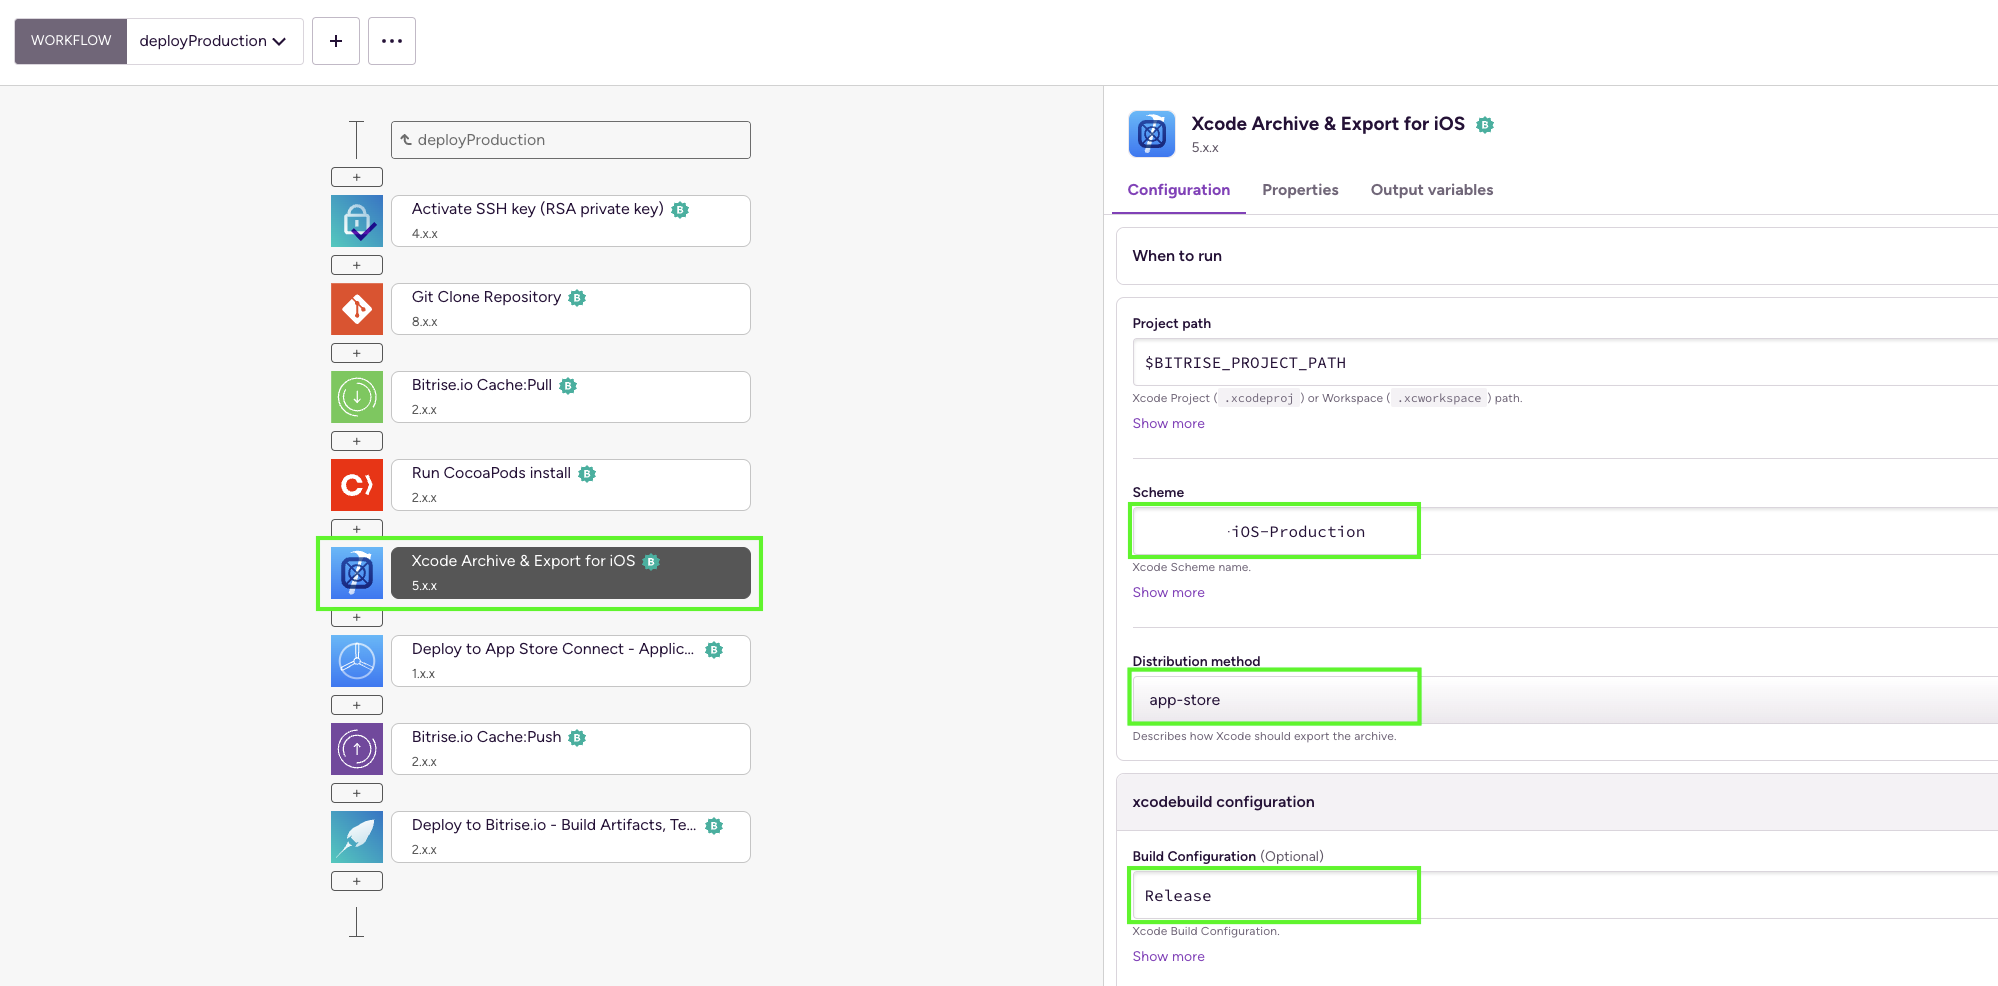 WORKFLOW
deployProduction
+
...
deployProduction
+
Activate SSH key (RSA private key) B
4.x.x
+
Git Clone Repository B
8.x.x
+
Bitrise.io Cache:Pull B
2.x.x
+
Run CocoaPods install B
2.x.x
+
Xcode Archive & Export for iOS B
5.x.x
+
Deploy to App Store Connect - Applic... B
1.x.x
+
Bitrise.io Cache:Push B
2.x.x
+
Deploy to Bitrise.io - Build Artifacts, Te... B
2.x.x
+
Xcode Archive & Export for iOS B
5.x.x
Configuration Properties Output variables
When to run
Project path
$BITRISE_PROJECT_PATH
Xcode Project ( .xcodeproj ) or Workspace ( .xcworkspace ) path.
Show more
Scheme
-iOS-Production
Xcode Scheme name.
Show more
Distribution method
app-store
Describes how Xcode should export the archive.
xcodebuild configuration
Build Configuration (Optional)
Release
Xcode Build Configuration.
Show more